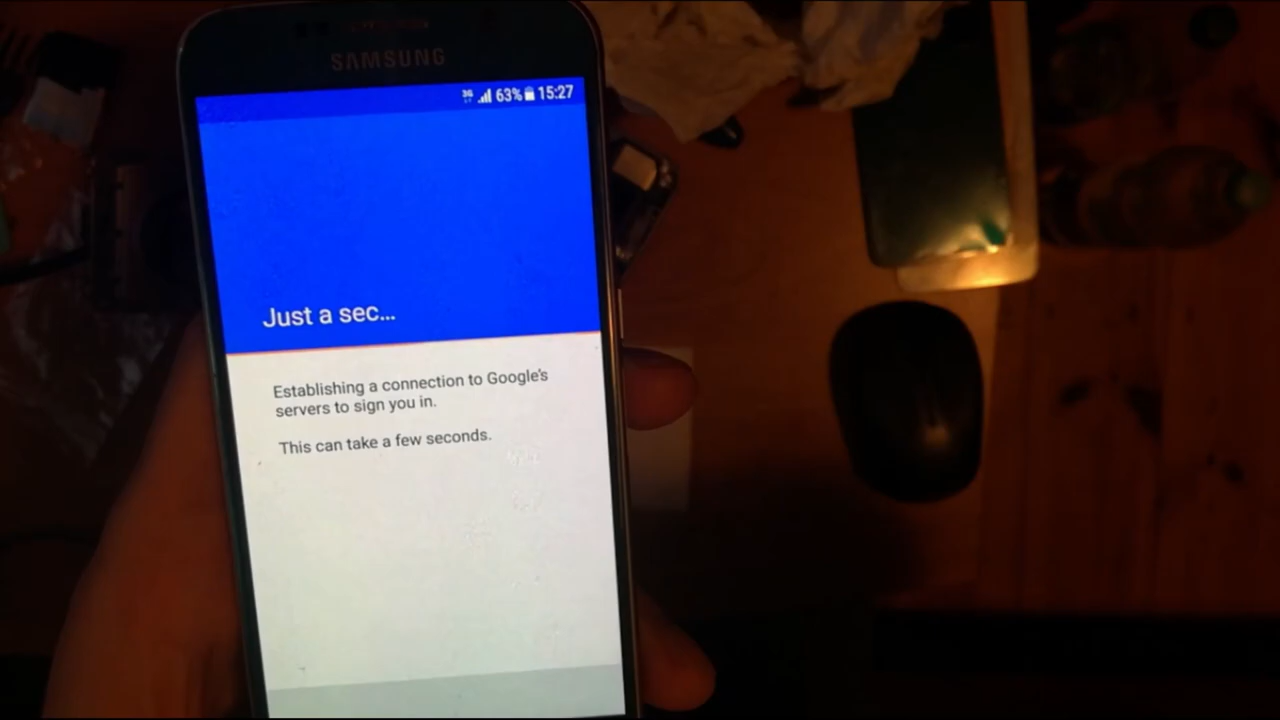 SAMSUNG
3G 63% 15:27
Just a sec...
Establishing a connection to Google's
servers to sign you in.
This can take a few seconds.